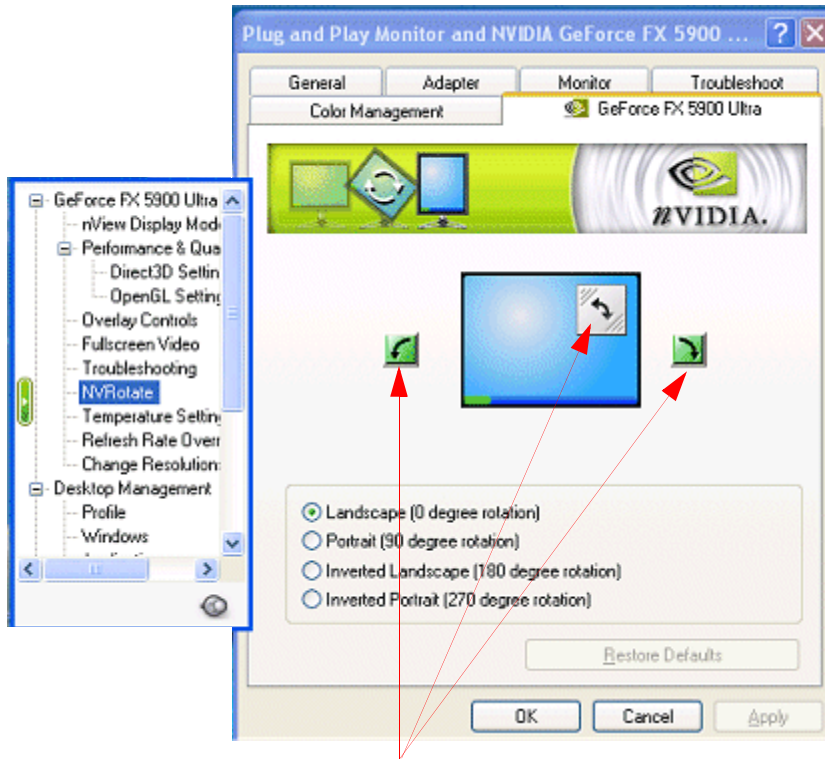 Plug and Play Monitor and NVIDIA GeForce FX 5900 ...
General
Adapter
Monitor
Troubleshoot
Color Management
GeForce FX 5900 Ultra
nVIDIA.
GeForce FX 5900 Ultra
nView Display Mod
Performance & Qua
Direct3D Settin
OpenGL Setting
Overlay Controls
Fullscreen Video
Troubleshooting
NVRotate
Temperature Setting
Refresh Rate Overr
Change Resolution
Desktop Management
Profile
Windows
Landscape (0 degree rotation)
Portrait (90 degree rotation)
Inverted Landscape (180 degree rotation)
Inverted Portrait (270 degree rotation)
Restore Defaults
OK
Cancel
Apply